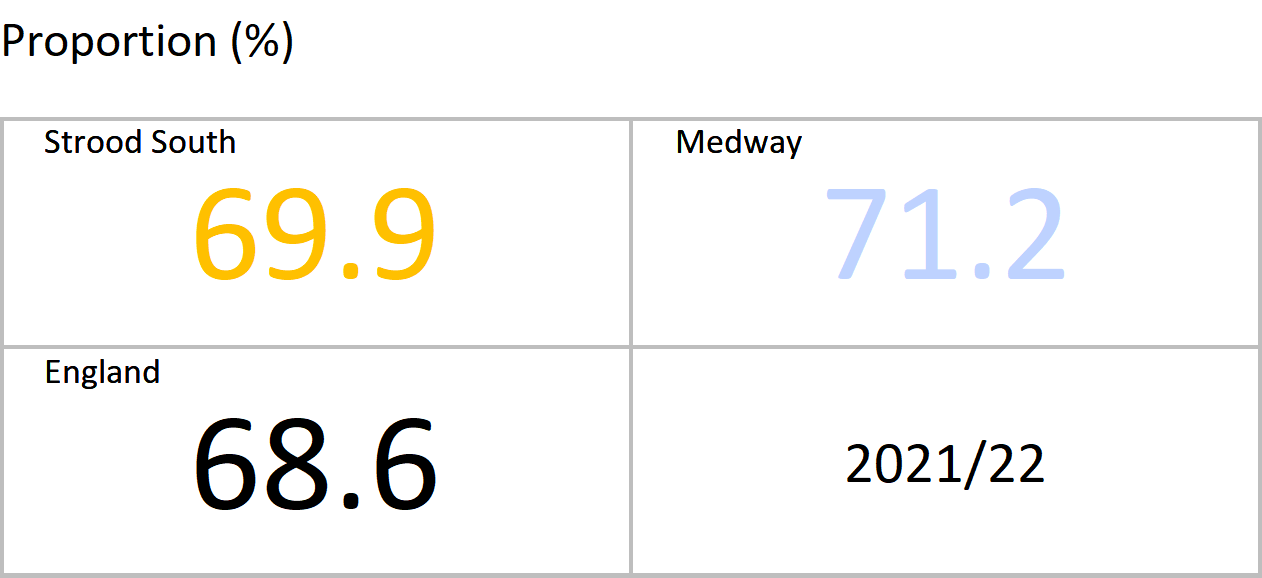 Proportion (%)
Strood South
69.9
Medway
71.2
England
68.6
2021/22